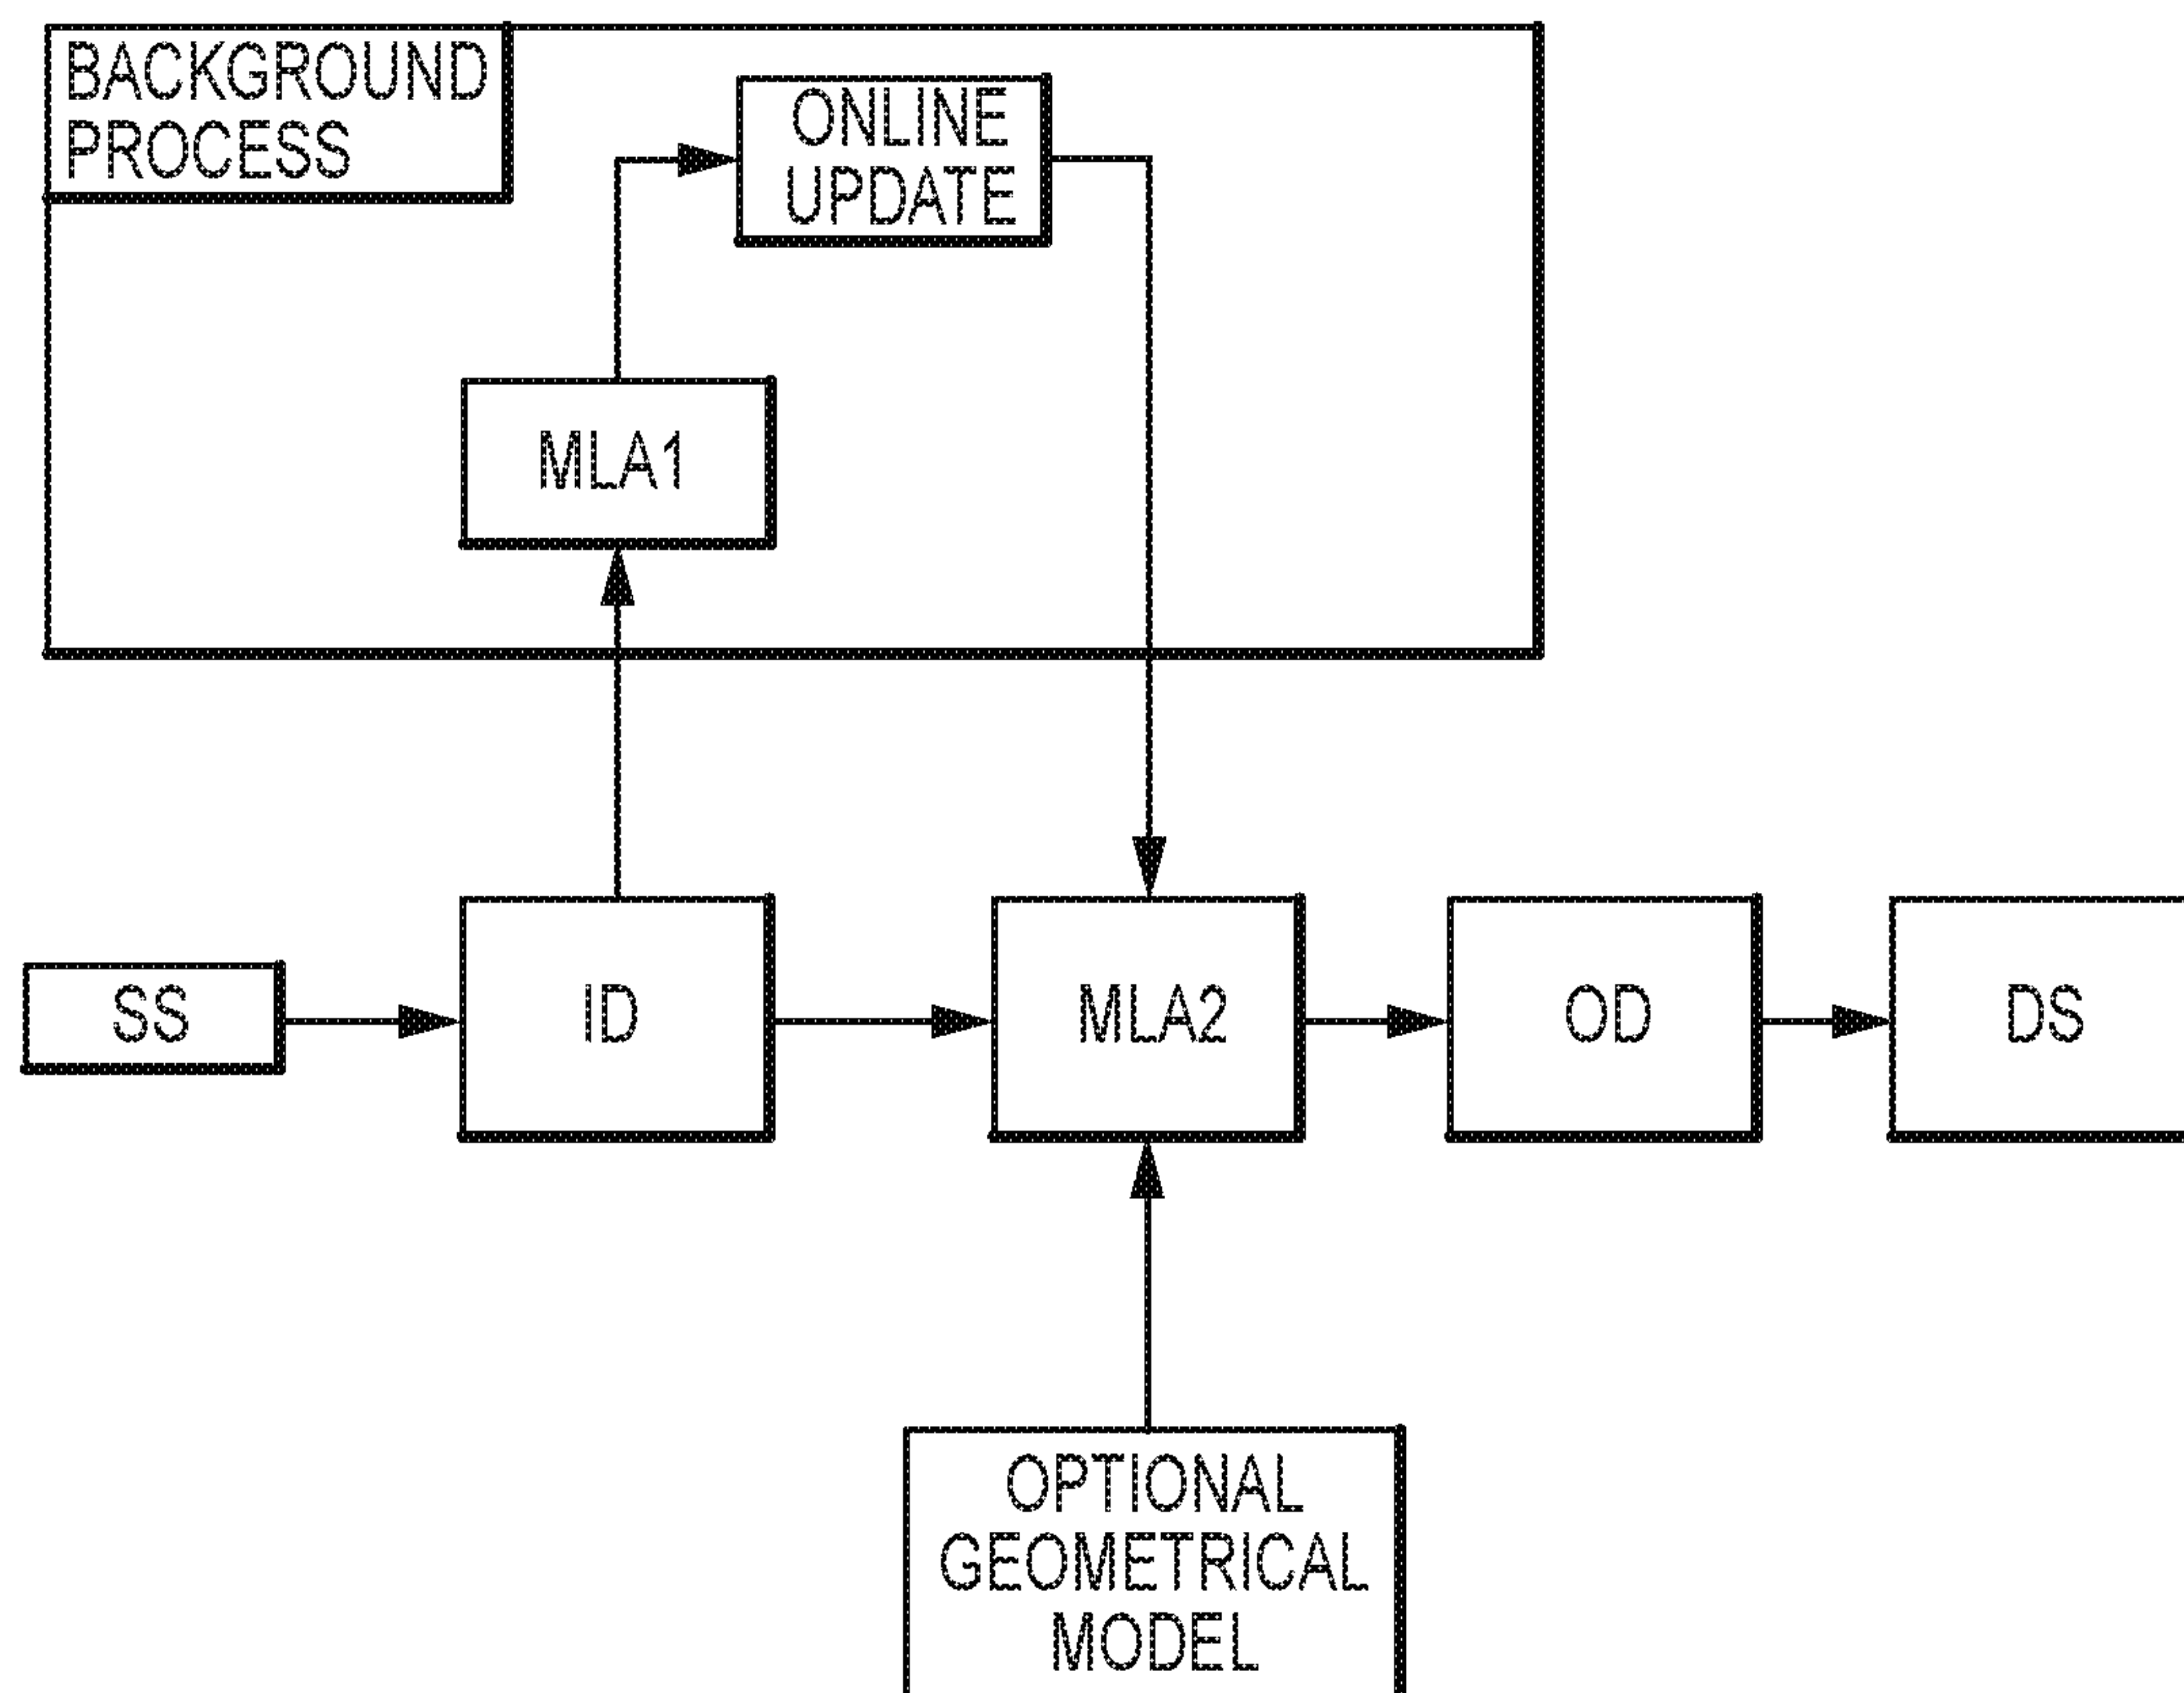 BACKGROUND
PROCESS
ONLINE
UPDATE
MLA1
SS
ID
MLA2
OD
DS
OPTIONAL
GEOMETRICAL
MODEL